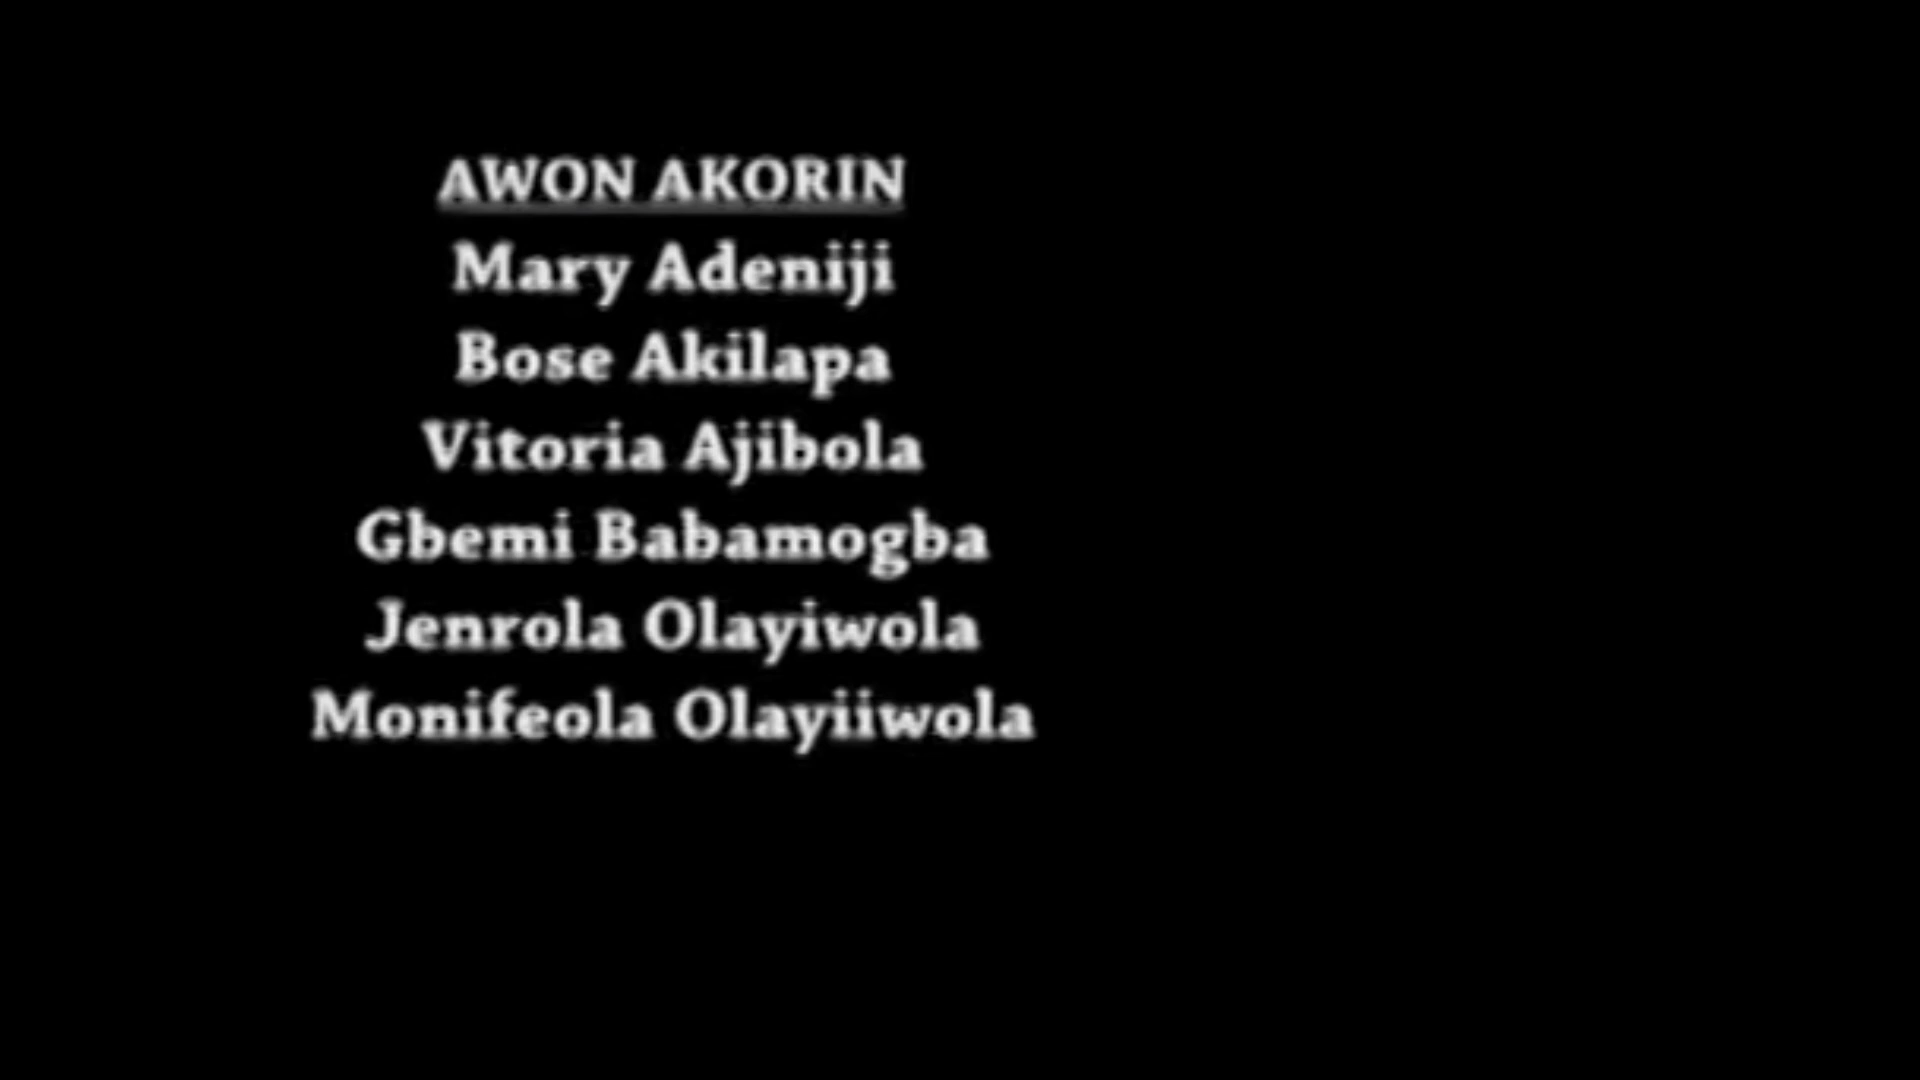 AWON AKORIN
Mary Adeniji
Bose Akilapa
Vitoria Ajibola
Gbemi Babamogba
Jenrola Olayiwola
Monifeola Olayiiwola